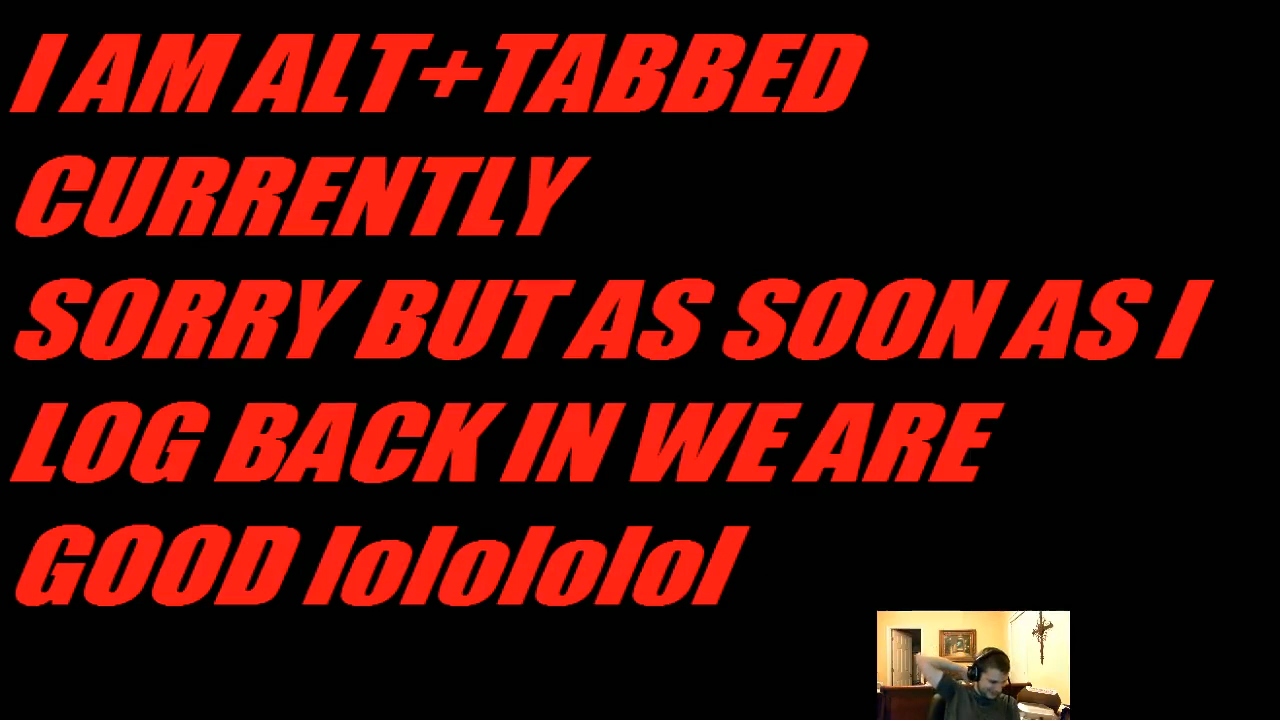 I AM ALT+TABBED
CURRENTLY
SORRY BUT AS SOON AS I
LOG BACK IN WE ARE
GOOD lolololol